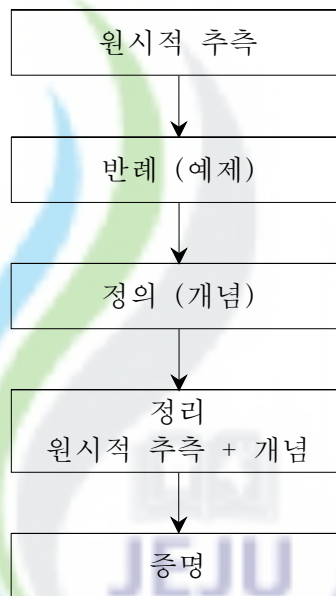 원시적 추측
반례 (예제)
정의 (개념)
정리
원시적 추측 + 개념
증명
JEJU